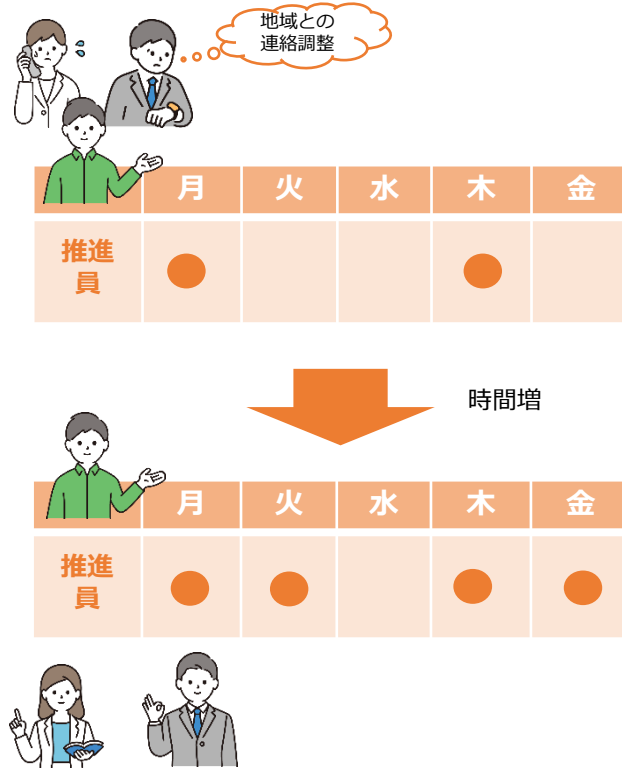 地域との
連絡調整
月 火 水 木 金
推進
員
時間増
月 火 水 木 金
推進
員